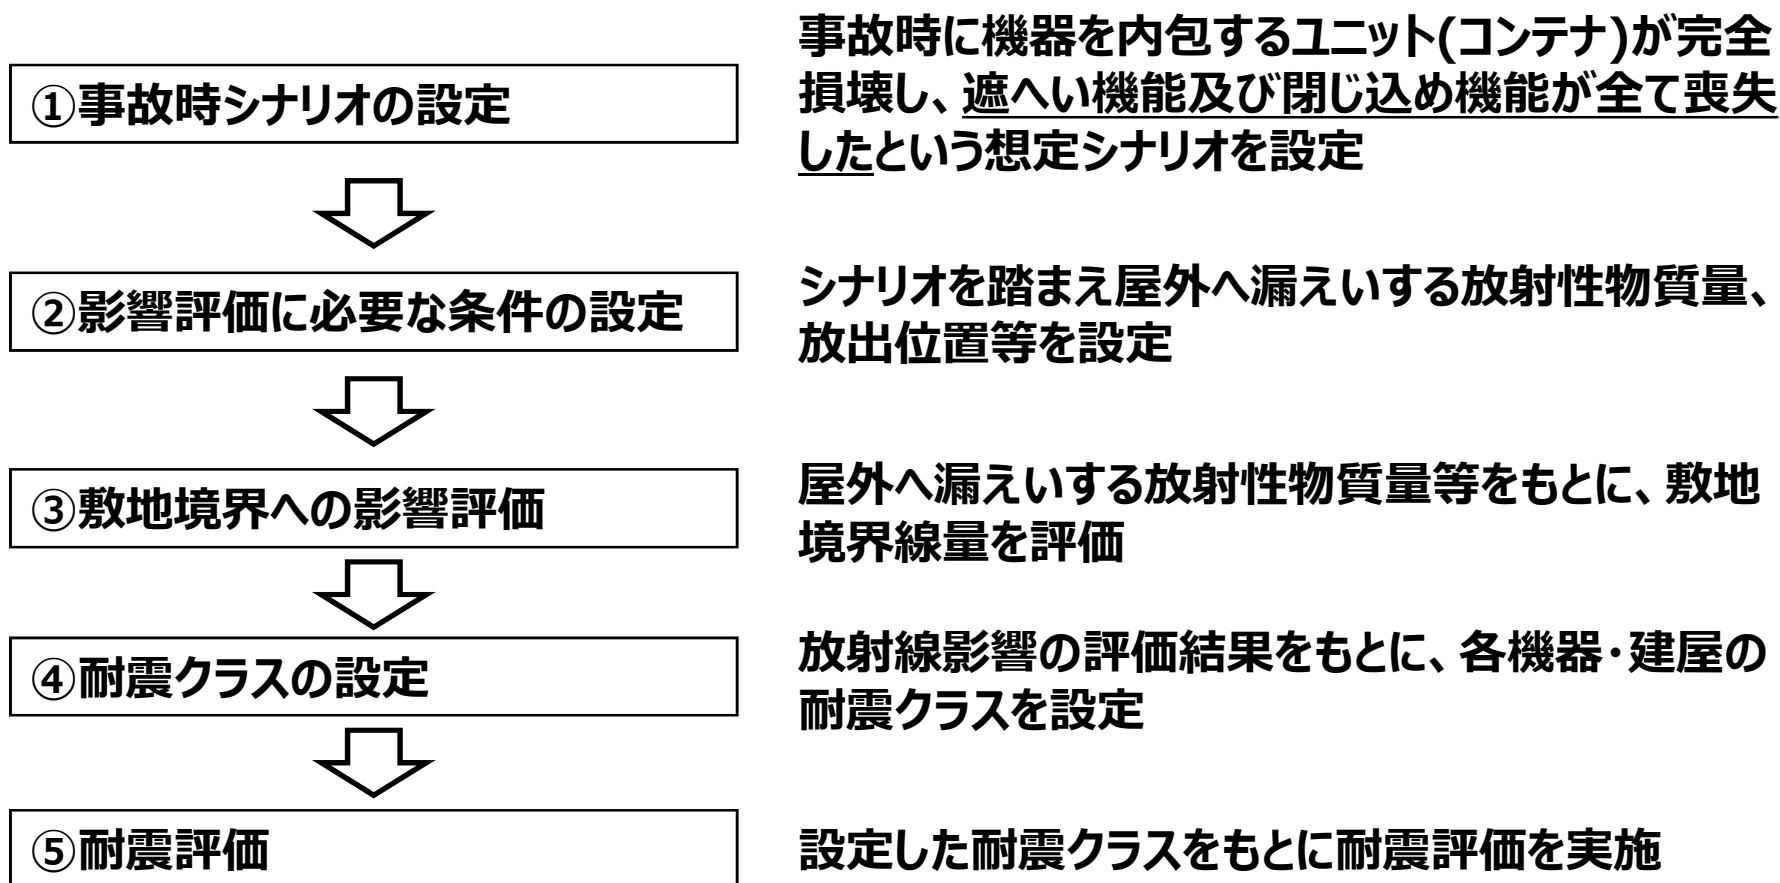 ①事故時シナリオの設定
事故時に機器を内包するユニット(コンテナ)が完全
損壊し、遮へい機能及び閉じ込め機能が全て喪失
したという想定シナリオを設定
②影響評価に必要な条件の設定
シナリオを踏まえ屋外へ漏えいする放射性物質量、
放出位置等を設定
③敷地境界への影響評価
屋外へ漏えいする放射性物質量等をもとに、敷地
境界線量を評価
④耐震クラスの設定
放射線影響の評価結果をもとに、各機器・建屋の
耐震クラスを設定
⑤耐震評価
設定した耐震クラスをもとに耐震評価を実施